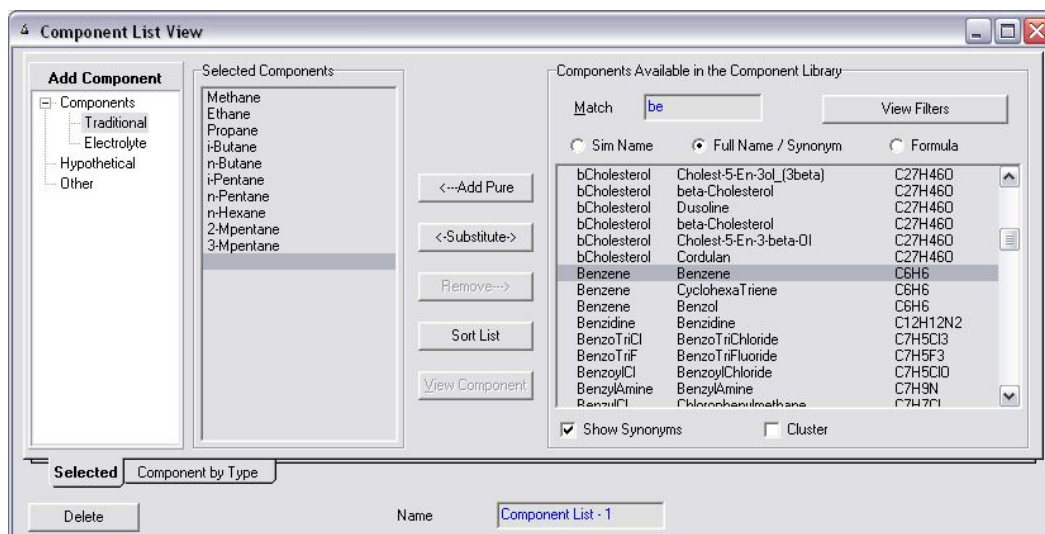 Component List View
Add Component
Components
Traditional
Electrolyte
Hypothetical
Other
Selected Components
Methane
Ethane
Propane
i-Butane
n-Butane
i-Pentane
n-Pentane
n-Hexane
2-Mpentane
3-Mpentane
<---Add Pure
<-Substitute->
Remove--->
Sort List
View Component
Components Available in the Component Library
Match be View Filters
Sim Name Full Name / Synonym Formula
bCholesterol Cholest-5-En-3ol_(3beta) C27H46O
bCholesterol beta-Cholesterol C27H46O
bCholesterol Dusoline C27H46O
bCholesterol beta-Cholesterol C27H46O
bCholesterol Cholest-5-En-3-beta-Ol C27H46O
bCholesterol Cordulan C27H46O
Benzene Benzene C6H6
Benzene CyclohexaTriene C6H6
Benzene Benzol C6H6
Benzidine Benzidine C12H12N2
BenzoTriCl BenzoTriChloride C7H5Cl3
BenzoTriF BenzoTriFluoride C7H5F3
BenzoylCl BenzoylChloride C7H5ClO
BenzylAmine BenzylAmine C7H9N
BenzylCl Chlorophenylmethane C7H7Cl
Show Synonyms Cluster
Selected Component by Type
Delete Name Component List - 1